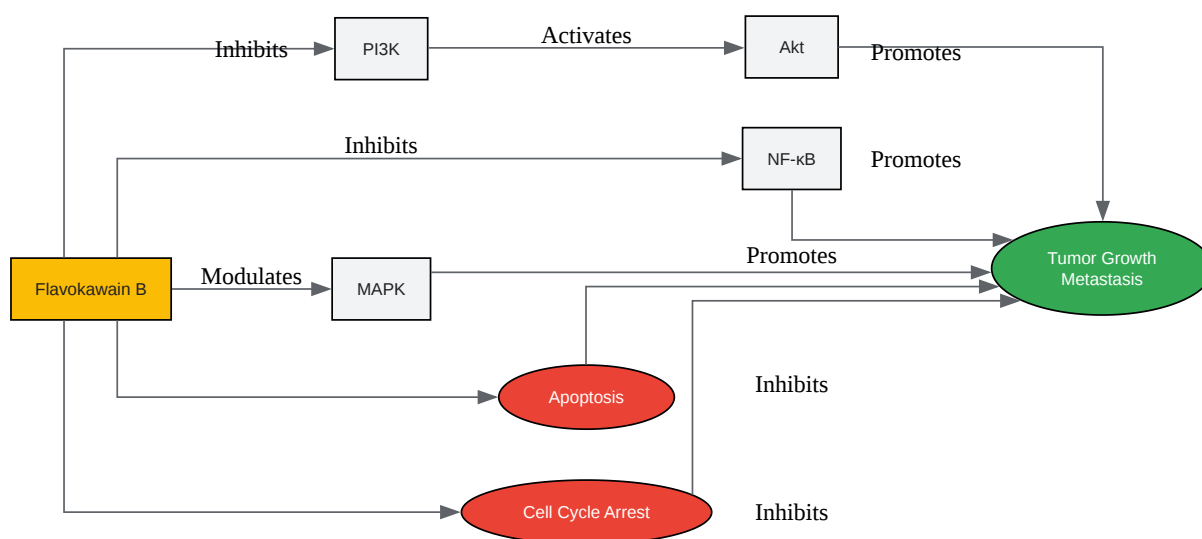 Inhibits
PI3K
Activates
Akt
Promotes
Inhibits
NF-κB
Promotes
Flavokawain B
Modulates
MAPK
Promotes
Tumor Growth
Metastasis
Apoptosis
Inhibits
Cell Cycle Arrest
Inhibits